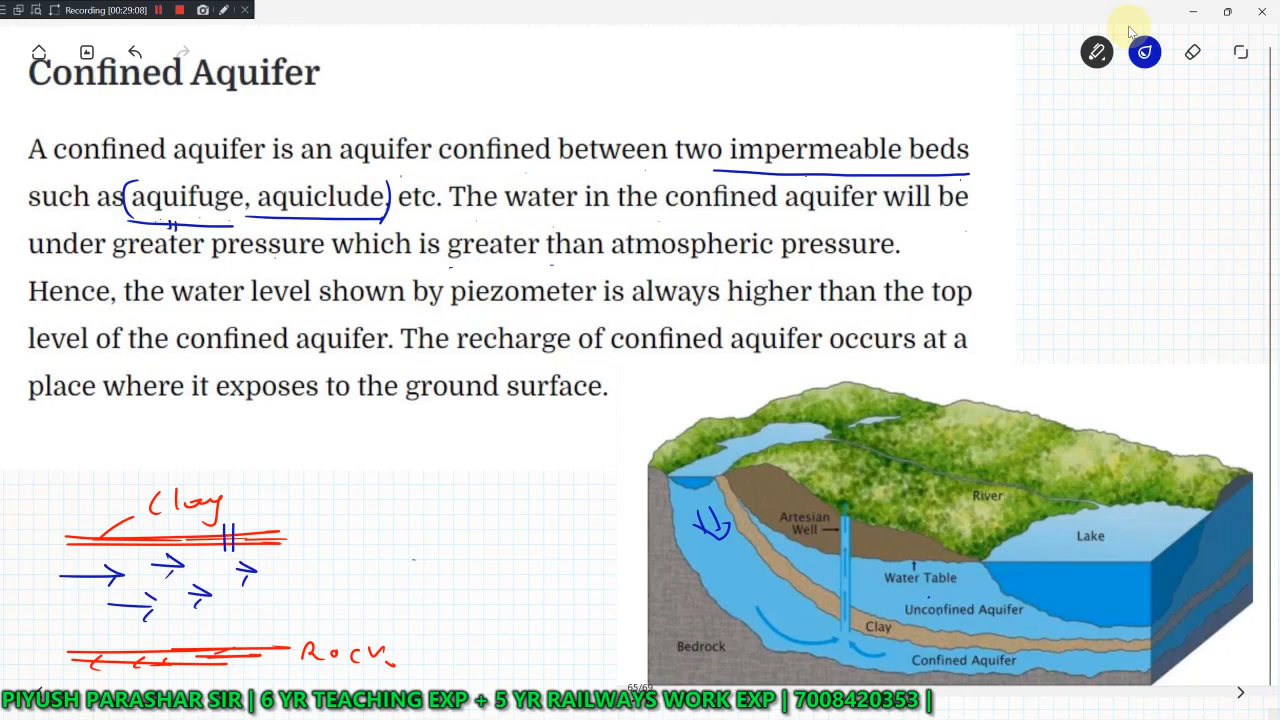 Recording [00:29:08]
Confined Aquifer
A confined aquifer is an aquifer confined between two impermeable beds
such as aquifuge, aquiclude, etc. The water in the confined aquifer will be
under greater pressure which is greater than atmospheric pressure.
Hence, the water level shown by piezometer is always higher than the top
level of the confined aquifer. The recharge of confined aquifer occurs at a
place where it exposes to the ground surface.
Clay
Rock
River
Artesian
Well
Lake
Water Table
Unconfined Aquifer
Clay
Bedrock
Confined Aquifer
65/69
PIYUSH PARASHAR SIR | 6 YR TEACHING EXP + 5 YR RAILWAYS WORK EXP | 7008420353 |